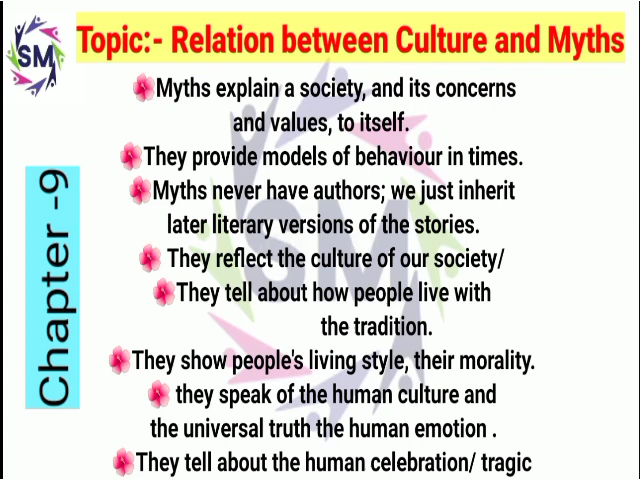 SM
Topic:- Relation between Culture and Myths
Myths explain a society, and its concerns
and values, to itself.
They provide models of behaviour in times.
Myths never have authors; we just inherit
later literary versions of the stories.
They reflect the culture of our society/
They tell about how people live with
the tradition.
They show people's living style, their morality.
they speak of the human culture and
the universal truth the human emotion .
They tell about the human celebration/ tragic
Chapter -9
SM